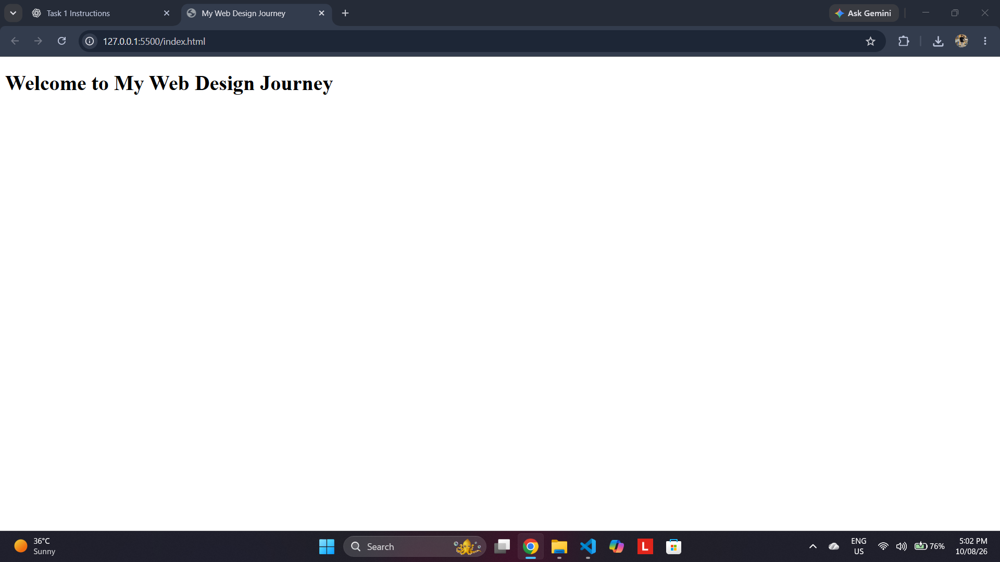 Task 1 Instructions
My Web Design Journey
Ask Gemini
127.0.0.1:5500/index.html
Welcome to My Web Design Journey
36°C
Sunny
Search
L
ENG
US
76%
5:02 PM
10/08/26